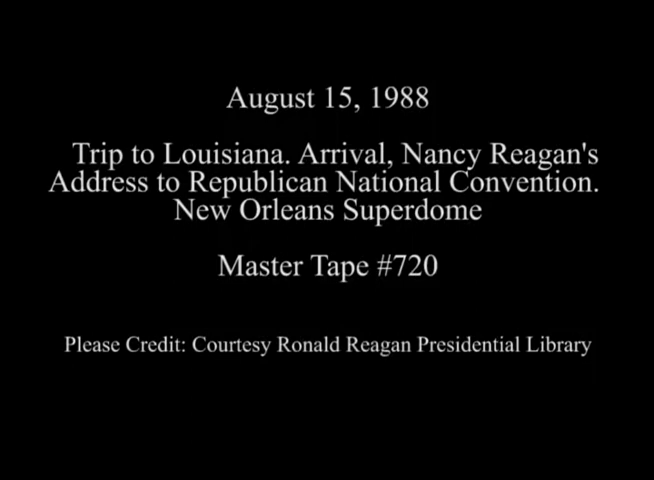 August 15, 1988
Trip to Louisiana. Arrival, Nancy Reagan's
Address to Republican National Convention.
New Orleans Superdome
Master Tape #720
Please Credit: Courtesy Ronald Reagan Presidential Library